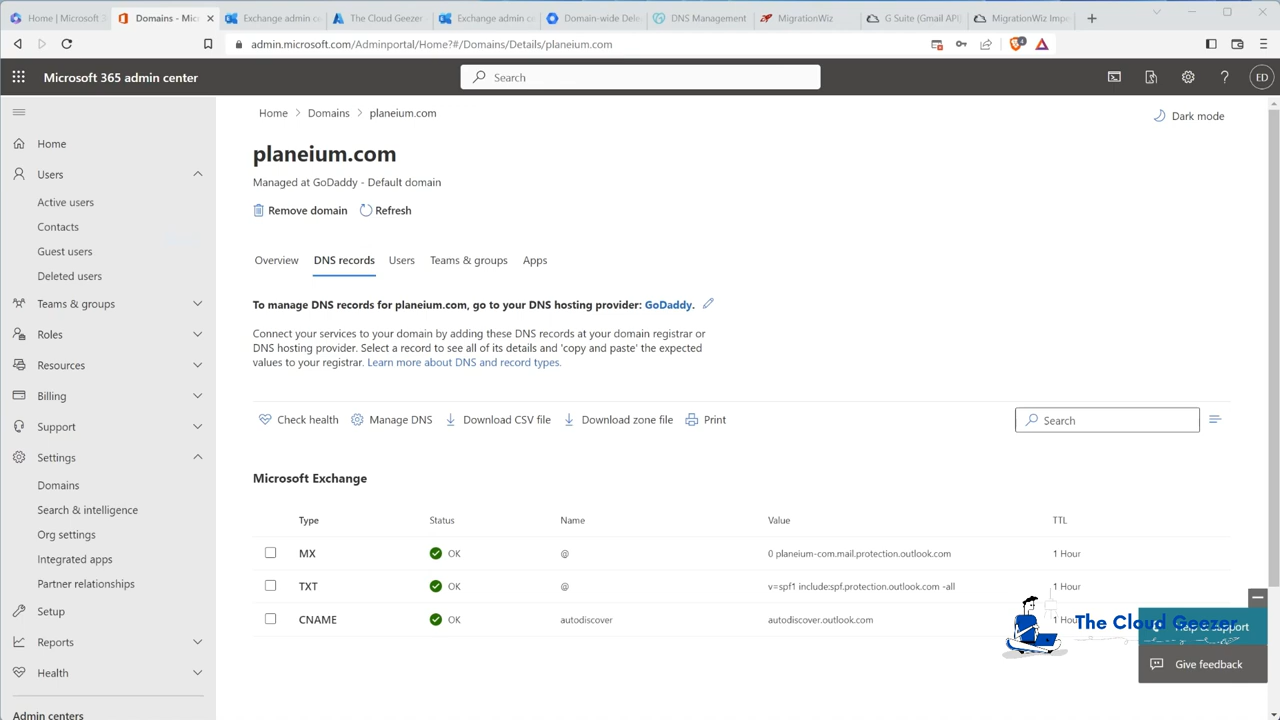 Home | Microsoft 3
Domains - Mic
Exchange admin ce
The Cloud Geezer
Exchange admin ce
Domain-wide Dele
DNS Management
MigrationWiz
G Suite (Gmail API)
MigrationWiz Imp
admin.microsoft.com/Adminportal/Home?#/Domains/Details/planeium.com
Microsoft 365 admin center
Search
ED
Home
Users
Active users
Contacts
Guest users
Deleted users
Teams & groups
Roles
Resources
Billing
Support
Settings
Domains
Search & intelligence
Org settings
Integrated apps
Partner relationships
Setup
Reports
Health
Admin centers
Home > Domains > planeium.com
Dark mode
planeium.com
Managed at GoDaddy - Default domain
Remove domain Refresh
Overview DNS records Users Teams & groups Apps
To manage DNS records for planeium.com, go to your DNS hosting provider: GoDaddy.
Connect your services to your domain by adding these DNS records at your domain registrar or
DNS hosting provider. Select a record to see all of its details and 'copy and paste' the expected
values to your registrar. Learn more about DNS and record types.
Check health Manage DNS Download CSV file Download zone file Print
Search
Microsoft Exchange
Type Status Name Value TTL
MX OK @ 0 planeium-com.mail.protection.outlook.com 1 Hour
TXT OK @ v=spf1 include:spf.protection.outlook.com -all 1 Hour
CNAME OK autodiscover autodiscover.outlook.com 1 Hour
The Cloud Geezer
Help & support
Give feedback